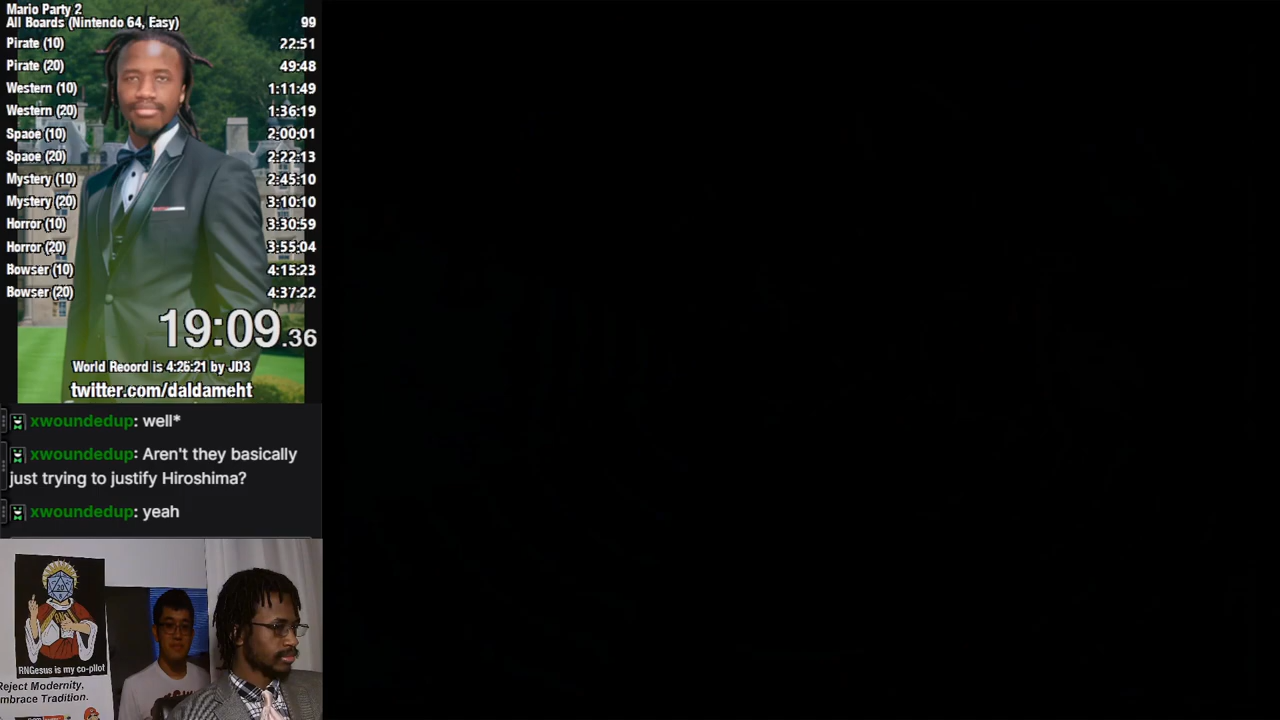 Mario Party 2
All Boards (Nintendo 64, Easy) 99
Pirate (10) 22:51
Pirate (20) 49:48
Western (10) 1:11:49
Western (20) 1:36:19
Space (10) 2:00:01
Space (20) 2:22:13
Mystery (10) 2:45:10
Mystery (20) 3:10:10
Horror (10) 3:30:59
Horror (20) 3:55:04
Bowser (10) 4:15:23
Bowser (20) 4:37:22
19:09.36
World Record is 4:25:21 by JD3
twitter.com/daldameht
xwoundedup: well*
xwoundedup: Aren't they basically
just trying to justify Hiroshima?
xwoundedup: yeah
RNGesus is my co-pilot
Reject Modernity,
mbrace Tradition.